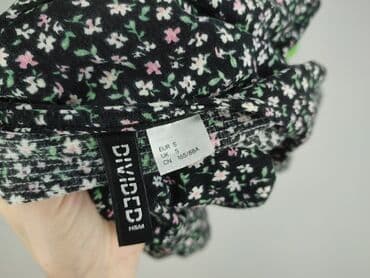 DIVIDED
H&M
EUR S
UK S
CN 165/88A